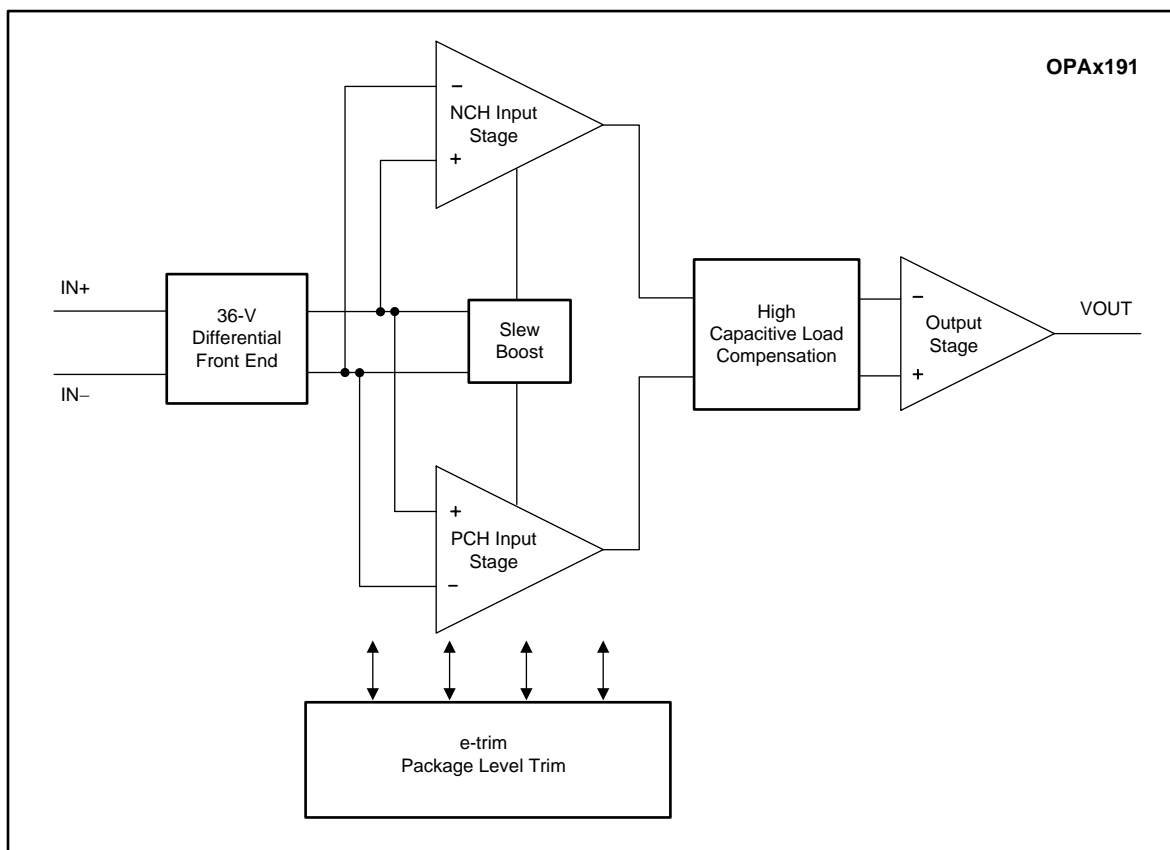 OPAx191
−
NCH Input
Stage
+
IN+
36-V
Differential
Front End
IN−
Slew
Boost
High
Capacitive Load
Compensation
−
Output
Stage
+
VOUT
+
PCH Input
Stage
−
e-trim
Package Level Trim